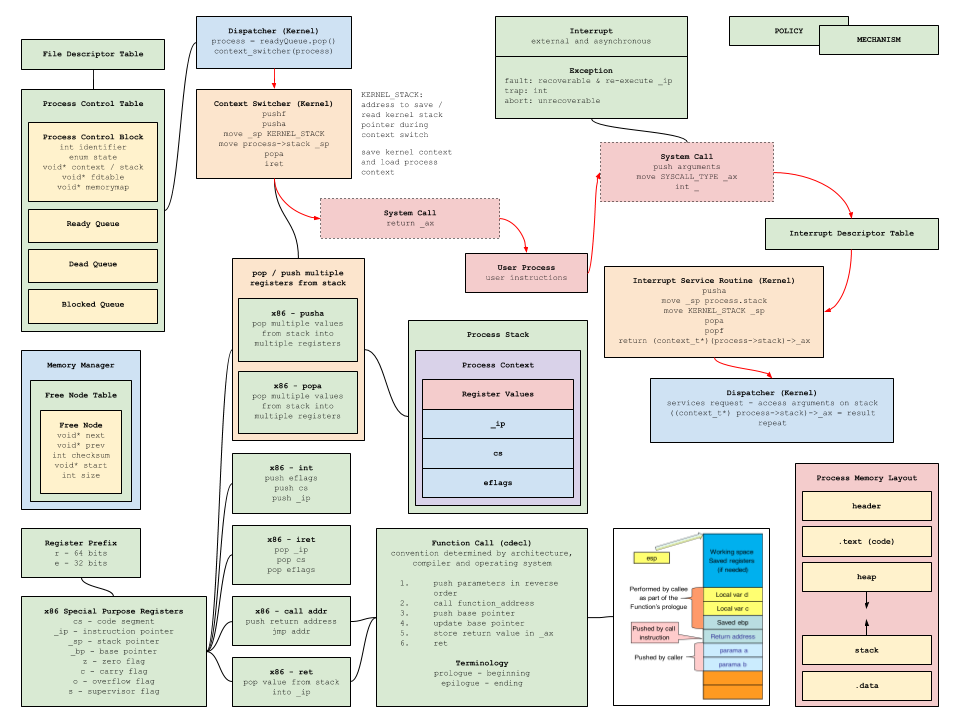 File Descriptor Table
Process Control Table
Process Control Block
int identifier
enum state
void* context / stack
void* fdtable
void* memorymap
Ready Queue
Dead Queue
Blocked Queue
Memory Manager
Free Node Table
Free Node
void* next
void* prev
int checksum
void* start
int size
Register Prefix
r - 64 bits
e - 32 bits
x86 Special Purpose Registers
cs - code segment
_ip - instruction pointer
_sp - stack pointer
_bp - base pointer
z - zero flag
c - carry flag
o - overflow flag
s - supervisor flag
Dispatcher (Kernel)
process = readyQueue.pop()
context_switcher(process)
Context Switcher (Kernel)
pushf
pusha
move _sp KERNEL_STACK
move process->stack _sp
popa
iret
KERNEL_STACK:
address to save /
read kernel stack
pointer during
context switch
save kernel context
and load process
context
System Call
return _ax
pop / push multiple
registers from stack
x86 - pusha
pop multiple values
from stack into
multiple registers
x86 - popa
pop multiple values
from stack into
multiple registers
x86 - int
push eflags
push cs
push _ip
x86 - iret
pop _ip
pop cs
pop eflags
x86 - call addr
push return address
jmp addr
x86 - ret
pop value from stack
into _ip
Interrupt
external and asynchronous
Exception
fault: recoverable & re-execute _ip
trap: int
abort: unrecoverable
POLICY
MECHANISM
System Call
push arguments
move SYSCALL_TYPE _ax
int _
Interrupt Descriptor Table
User Process
user instructions
Interrupt Service Routine (Kernel)
pusha
move _sp process.stack
move KERNEL_STACK _sp
popa
popf
return (context_t*)(process->stack)->_ax
Dispatcher (Kernel)
services request - access arguments on stack
((context_t*) process->stack)->_ax = result
repeat
Process Stack
Process Context
Register Values
_ip
cs
eflags
Function Call (cdecl)
convention determined by architecture,
compiler and operating system
1. push parameters in reverse
order
2. call function_address
3. push base pointer
4. update base pointer
5. store return value in _ax
6. ret
Terminology
prologue - beginning
epilogue - ending
esp
Working space
Saved registers
(if needed)
Performed by callee
as part of the
Function's prologue
Local var d
Local var c
Saved ebp
Pushed by call
instruction
Return address
Pushed by caller
parama a
parama b
Process Memory Layout
header
.text (code)
heap
stack
.data